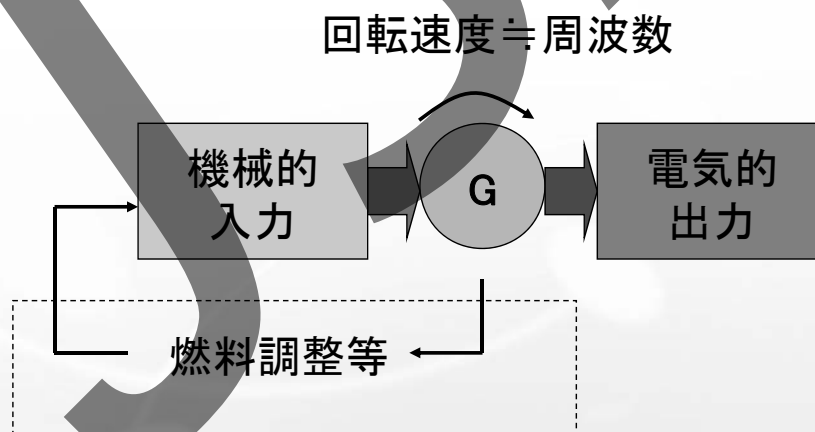 回転速度≒周波数
機械的
入力
G
電気的
出力
燃料調整等